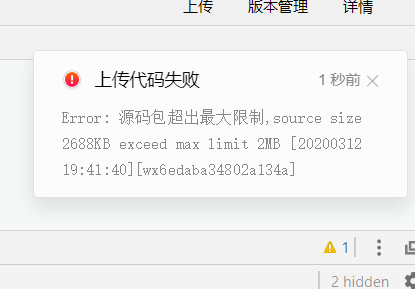 上传 版本管理 详情
上传代码失败 1 秒前
Error: 源码包超出最大限制,source size
2688KB exceed max limit 2MB [20200312
19:41:40][wx6edaba34802a134a]
1
2 hidden